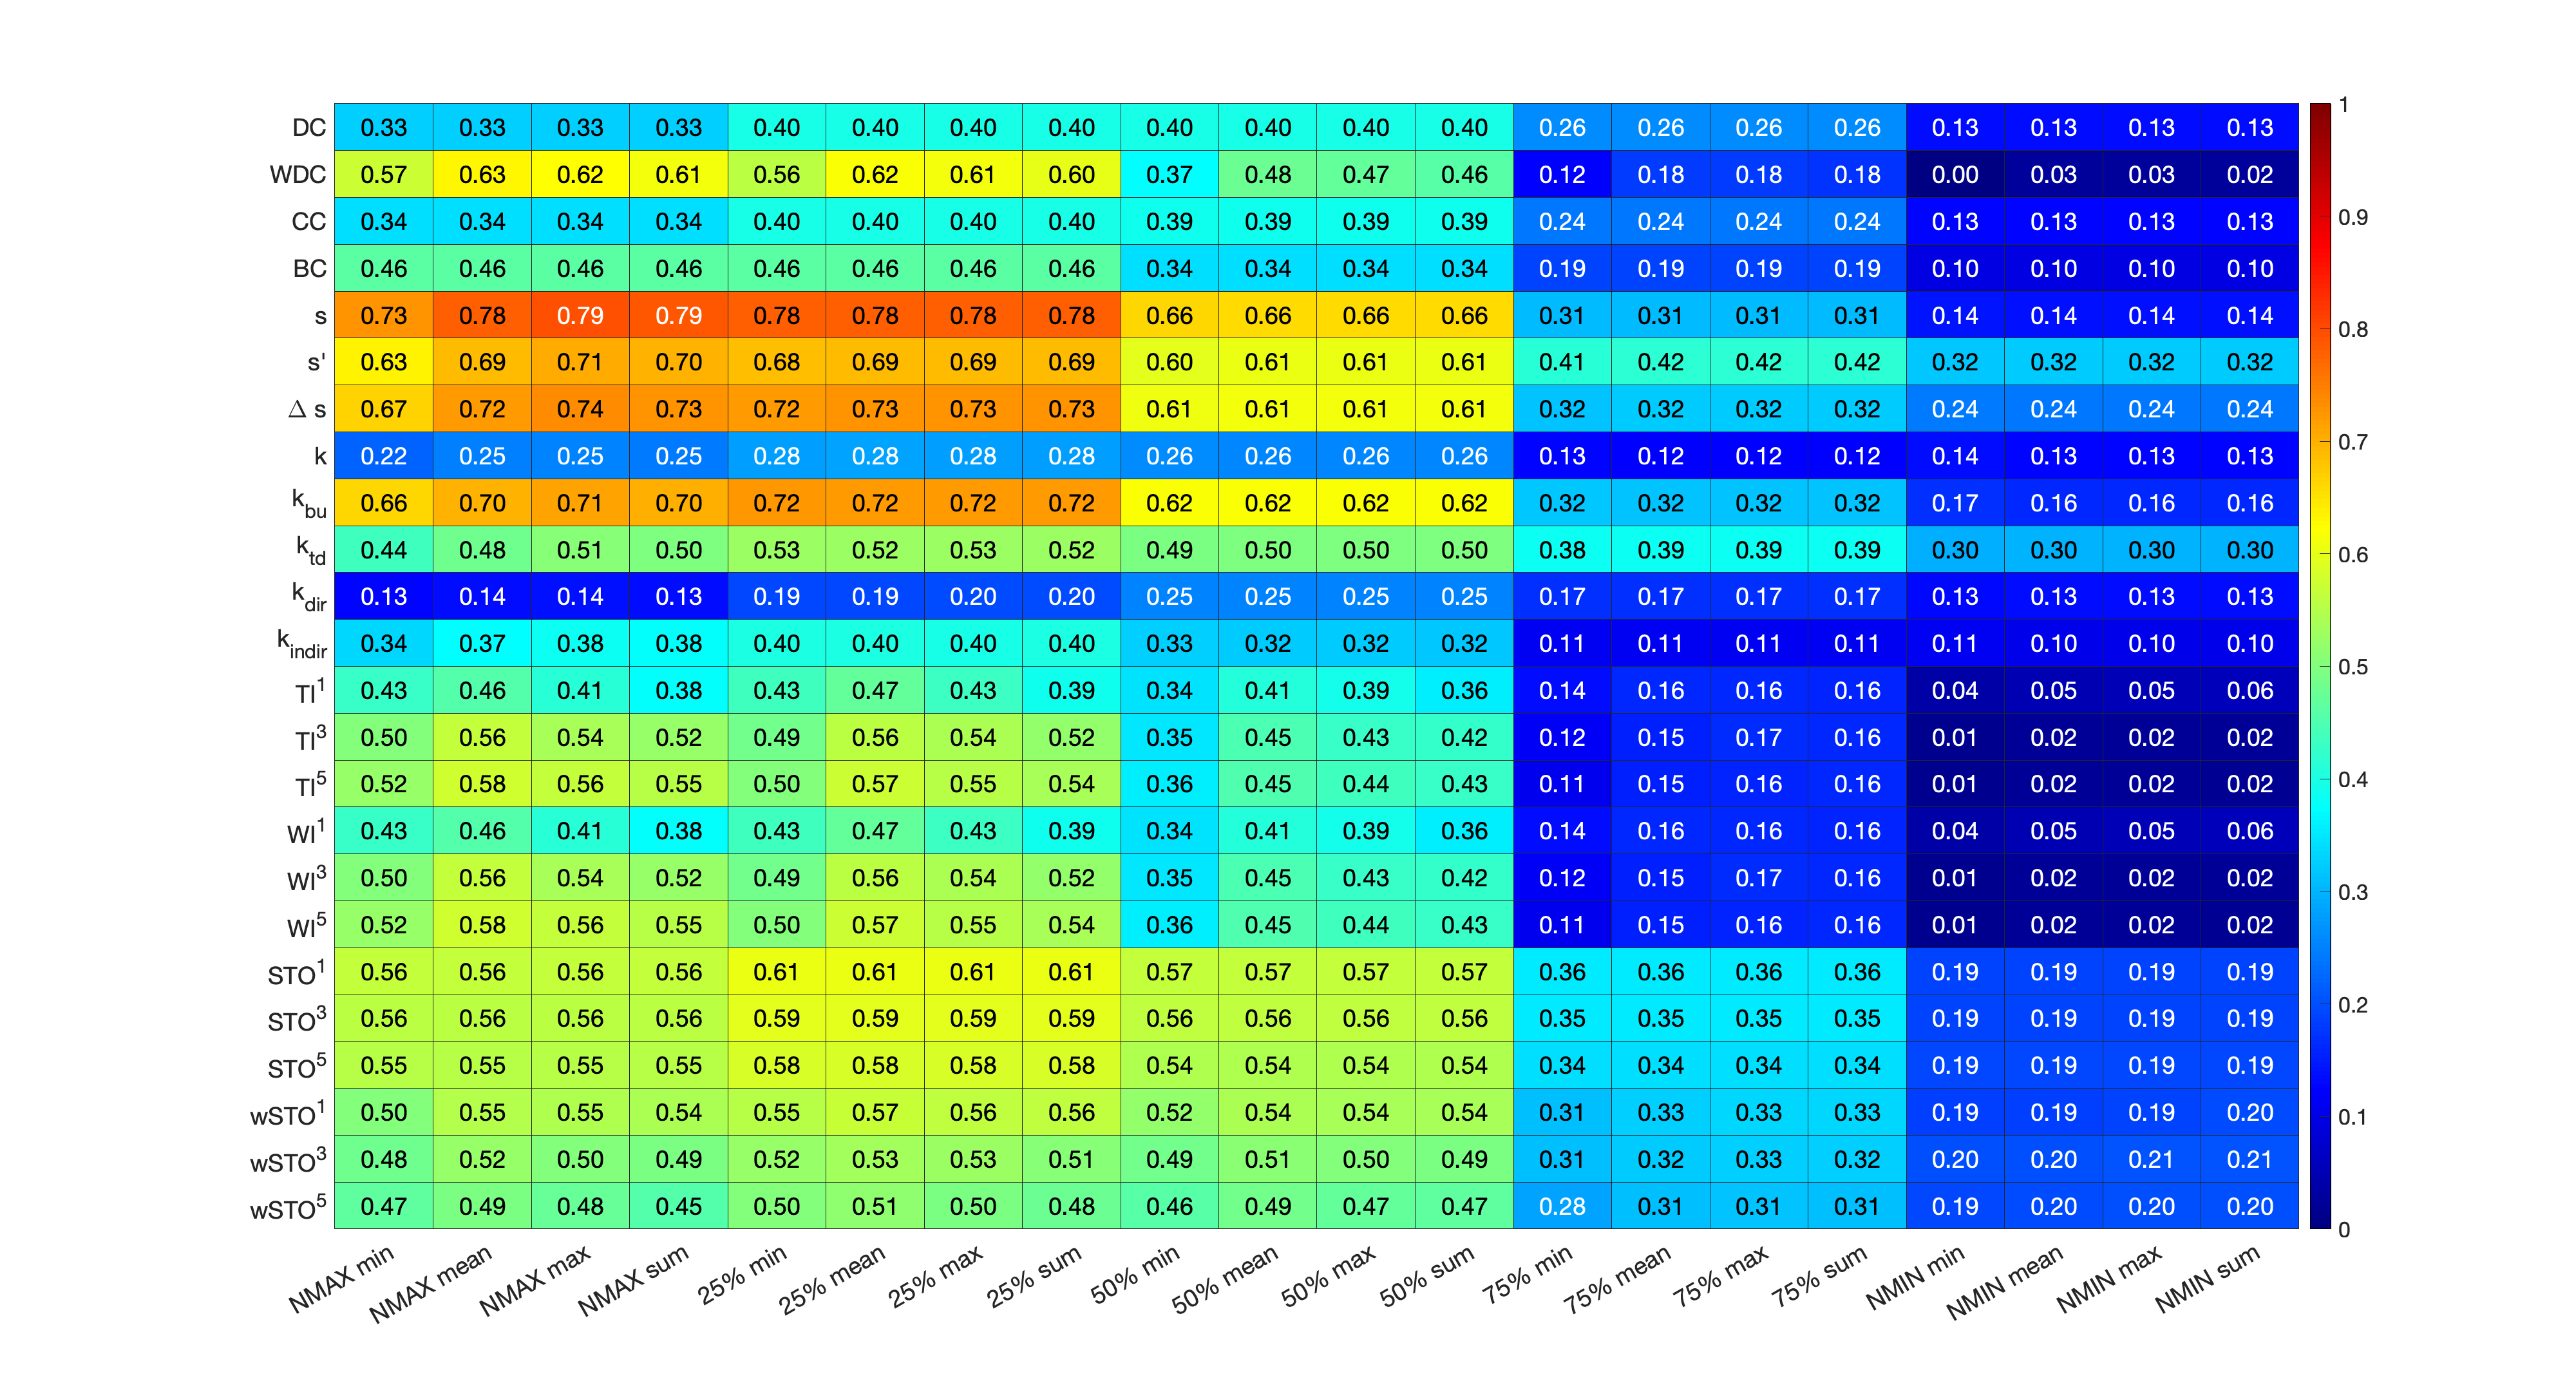 DC 0.33 0.33 0.33 0.33 0.40 0.40 0.40 0.40 0.40 0.40 0.40 0.40 0.26 0.26 0.26 0.26 0.13 0.13 0.13 0.13
WDC 0.57 0.63 0.62 0.61 0.56 0.62 0.61 0.60 0.37 0.48 0.47 0.46 0.12 0.18 0.18 0.18 0.00 0.03 0.03 0.02
CC 0.34 0.34 0.34 0.34 0.40 0.40 0.40 0.40 0.39 0.39 0.39 0.39 0.24 0.24 0.24 0.24 0.13 0.13 0.13 0.13
BC 0.46 0.46 0.46 0.46 0.46 0.46 0.46 0.46 0.34 0.34 0.34 0.34 0.19 0.19 0.19 0.19 0.10 0.10 0.10 0.10
s 0.73 0.78 0.79 0.79 0.78 0.78 0.78 0.78 0.66 0.66 0.66 0.66 0.31 0.31 0.31 0.31 0.14 0.14 0.14 0.14
s' 0.63 0.69 0.71 0.70 0.68 0.69 0.69 0.69 0.60 0.61 0.61 0.61 0.41 0.42 0.42 0.42 0.32 0.32 0.32 0.32
Δ s 0.67 0.72 0.74 0.73 0.72 0.73 0.73 0.73 0.61 0.61 0.61 0.61 0.32 0.32 0.32 0.32 0.24 0.24 0.24 0.24
k 0.22 0.25 0.25 0.25 0.28 0.28 0.28 0.28 0.26 0.26 0.26 0.26 0.13 0.12 0.12 0.12 0.14 0.13 0.13 0.13
k_bu 0.66 0.70 0.71 0.70 0.72 0.72 0.72 0.72 0.62 0.62 0.62 0.62 0.32 0.32 0.32 0.32 0.17 0.16 0.16 0.16
k_td 0.44 0.48 0.51 0.50 0.53 0.52 0.53 0.52 0.49 0.50 0.50 0.50 0.38 0.39 0.39 0.39 0.30 0.30 0.30 0.30
k_dir 0.13 0.14 0.14 0.13 0.19 0.19 0.20 0.20 0.25 0.25 0.25 0.25 0.17 0.17 0.17 0.17 0.13 0.13 0.13 0.13
k_indir 0.34 0.37 0.38 0.38 0.40 0.40 0.40 0.40 0.33 0.32 0.32 0.32 0.11 0.11 0.11 0.11 0.11 0.10 0.10 0.10
TI¹ 0.43 0.46 0.41 0.38 0.43 0.47 0.43 0.39 0.34 0.41 0.39 0.36 0.14 0.16 0.16 0.16 0.04 0.05 0.05 0.06
TI³ 0.50 0.56 0.54 0.52 0.49 0.56 0.54 0.52 0.35 0.45 0.43 0.42 0.12 0.15 0.17 0.16 0.01 0.02 0.02 0.02
TI⁵ 0.52 0.58 0.56 0.55 0.50 0.57 0.55 0.54 0.36 0.45 0.44 0.43 0.11 0.15 0.16 0.16 0.01 0.02 0.02 0.02
WI¹ 0.43 0.46 0.41 0.38 0.43 0.47 0.43 0.39 0.34 0.41 0.39 0.36 0.14 0.16 0.16 0.16 0.04 0.05 0.05 0.06
WI³ 0.50 0.56 0.54 0.52 0.49 0.56 0.54 0.52 0.35 0.45 0.43 0.42 0.12 0.15 0.17 0.16 0.01 0.02 0.02 0.02
WI⁵ 0.52 0.58 0.56 0.55 0.50 0.57 0.55 0.54 0.36 0.45 0.44 0.43 0.11 0.15 0.16 0.16 0.01 0.02 0.02 0.02
STO¹ 0.56 0.56 0.56 0.56 0.61 0.61 0.61 0.61 0.57 0.57 0.57 0.57 0.36 0.36 0.36 0.36 0.19 0.19 0.19 0.19
STO³ 0.56 0.56 0.56 0.56 0.59 0.59 0.59 0.59 0.56 0.56 0.56 0.56 0.35 0.35 0.35 0.35 0.19 0.19 0.19 0.19
STO⁵ 0.55 0.55 0.55 0.55 0.58 0.58 0.58 0.58 0.54 0.54 0.54 0.54 0.34 0.34 0.34 0.34 0.19 0.19 0.19 0.19
wSTO¹ 0.50 0.55 0.55 0.54 0.55 0.57 0.56 0.56 0.52 0.54 0.54 0.54 0.31 0.33 0.33 0.33 0.19 0.19 0.19 0.20
wSTO³ 0.48 0.52 0.50 0.49 0.52 0.53 0.53 0.51 0.49 0.51 0.50 0.49 0.31 0.32 0.33 0.32 0.20 0.20 0.21 0.21
wSTO⁵ 0.47 0.49 0.48 0.45 0.50 0.51 0.50 0.48 0.46 0.49 0.47 0.47 0.28 0.31 0.31 0.31 0.19 0.20 0.20 0.20
NMAX min NMAX mean NMAX max NMAX sum 25% min 25% mean 25% max 25% sum 50% min 50% mean 50% max 50% sum 75% min 75% mean 75% max 75% sum NMIN min NMIN mean NMIN max NMIN sum
1
0.9
0.8
0.7
0.6
0.5
0.4
0.3
0.2
0.1
0